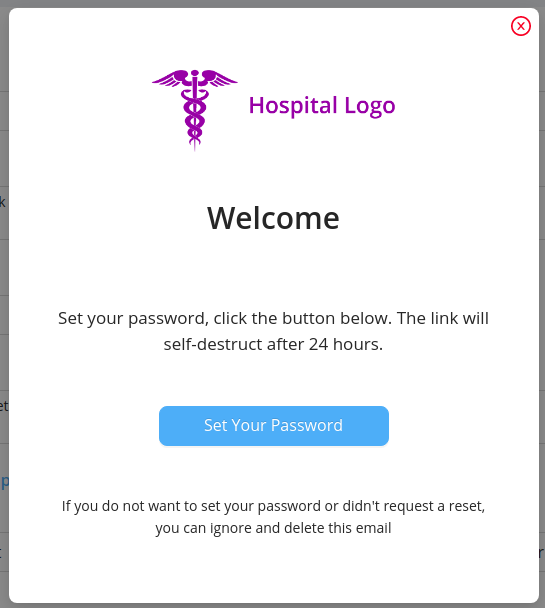 Hospital Logo
Welcome
Set your password, click the button below. The link will
self-destruct after 24 hours.
Set Your Password
If you do not want to set your password or didn't request a reset,
you can ignore and delete this email